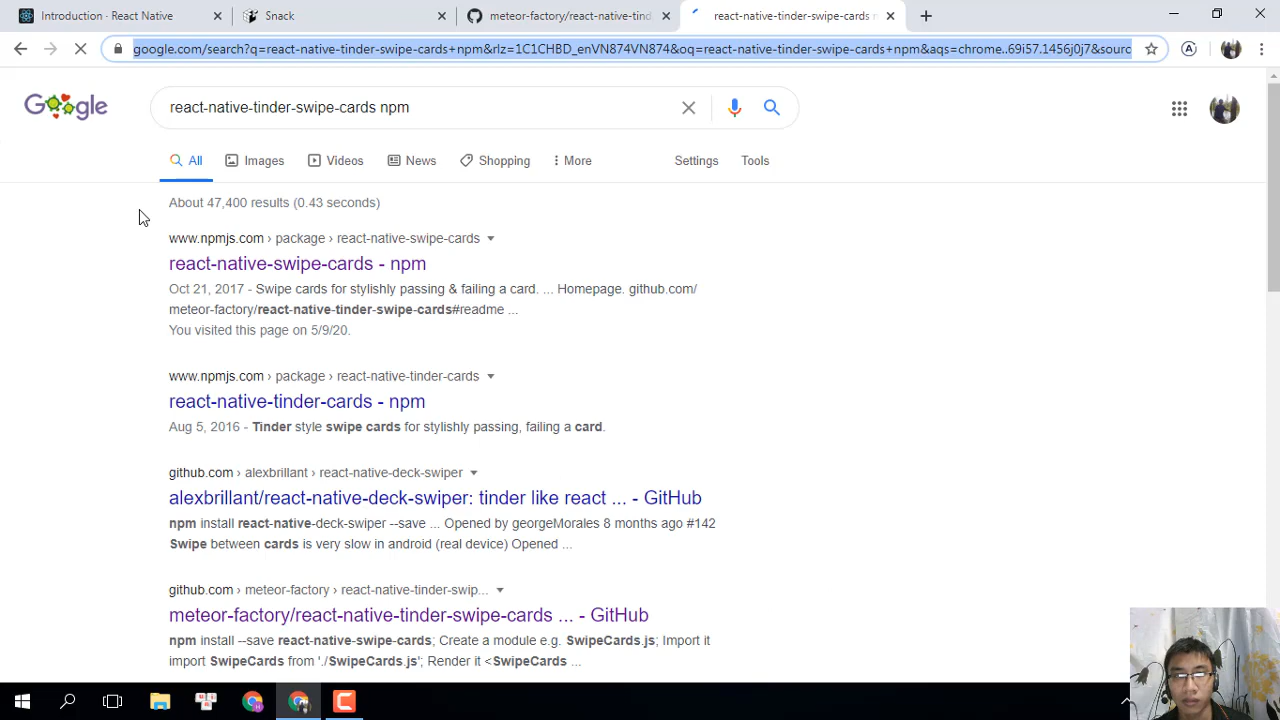 Introduction · React Native
Snack
meteor-factory/react-native-tind
react-native-tinder-swipe-cards n
google.com/search?q=react-native-tinder-swipe-cards+npm&rlz=1C1CHBD_enVN874VN874&oq=react-native-tinder-swipe-cards+npm&aqs=chrome..69i57.1456j0j7&sourc
Google
react-native-tinder-swipe-cards npm
All
Images
Videos
News
Shopping
More
Settings
Tools
About 47,400 results (0.43 seconds)
www.npmjs.com › package › react-native-swipe-cards
react-native-swipe-cards - npm
Oct 21, 2017 - Swipe cards for stylishly passing & failing a card. ... Homepage. github.com/
meteor-factory/react-native-tinder-swipe-cards#readme ...
You visited this page on 5/9/20.
www.npmjs.com › package › react-native-tinder-cards
react-native-tinder-cards - npm
Aug 5, 2016 - Tinder style swipe cards for stylishly passing, failing a card.
github.com › alexbrillant › react-native-deck-swiper
alexbrillant/react-native-deck-swiper: tinder like react ... - GitHub
npm install react-native-deck-swiper --save ... Opened by georgeMorales 8 months ago #142
Swipe between cards is very slow in android (real device) Opened ...
github.com › meteor-factory › react-native-tinder-swip...
meteor-factory/react-native-tinder-swipe-cards ... - GitHub
npm install --save react-native-swipe-cards; Create a module e.g. SwipeCards.js; Import it
import SwipeCards from './SwipeCards.js'; Render it <SwipeCards ...